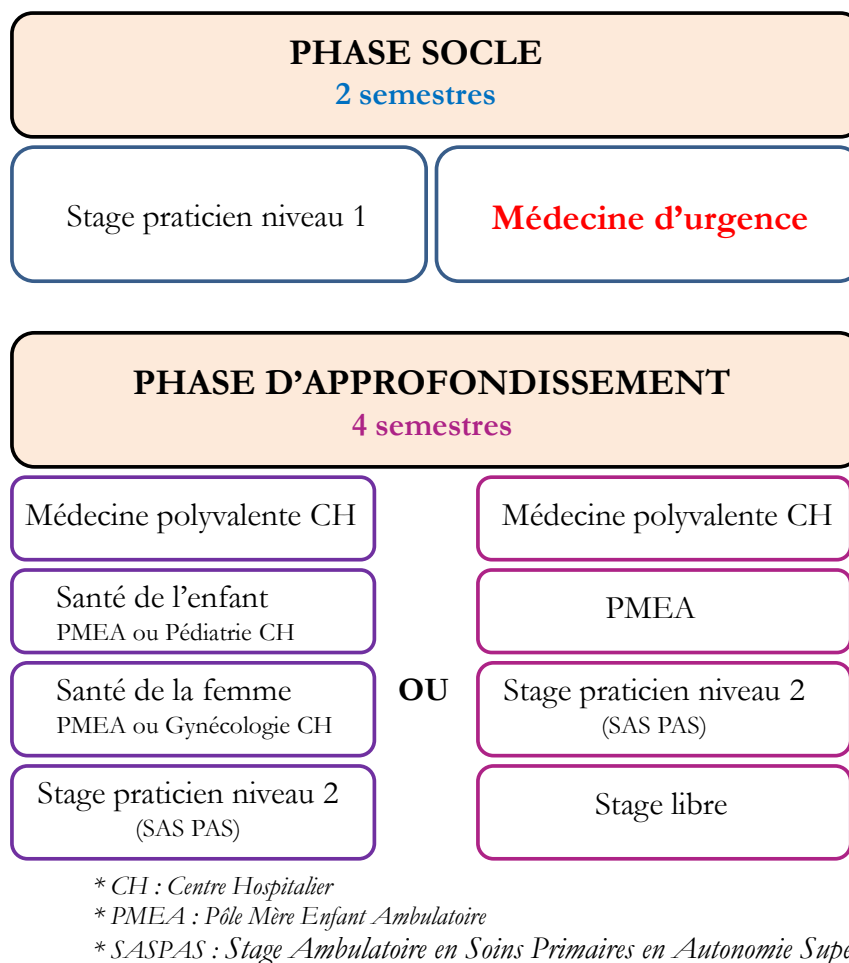 PHASE SOCLE
2 semestres
Stage praticien niveau 1
Médecine d'urgence
PHASE D'APPROFONDISSEMENT
4 semestres
Médecine polyvalente CH
Santé de l'enfant
PMEA ou Pédiatrie CH
Santé de la femme
PMEA ou Gynécologie CH
Stage praticien niveau 2
(SAS PAS)
OU
Médecine polyvalente CH
PMEA
Stage praticien niveau 2
(SAS PAS)
Stage libre
* CH : Centre Hospitalier
* PMEA : Pôle Mère Enfant Ambulatoire
* SASPAS : Stage Ambulatoire en Soins Primaires en Autonomie